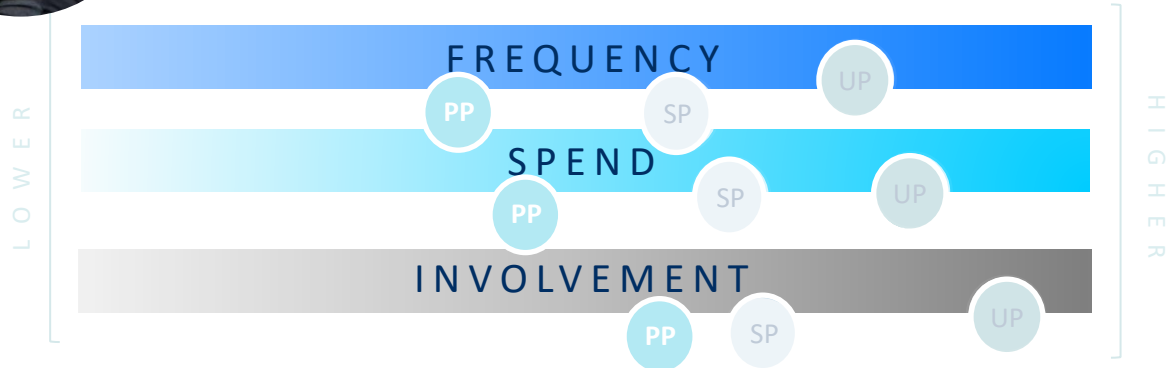 LOWER
FREQUENCY
UP
PP
SP
HIGHER
SPEND
SP
UP
PP
INVOLVEMENT
UP
PP
SP